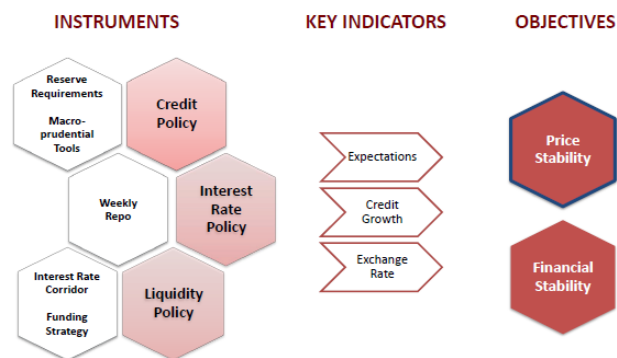 INSTRUMENTS
KEY INDICATORS
OBJECTIVES
Reserve
Requirements
Macro-
prudential
Tools
Credit
Policy
Weekly
Repo
Interest
Rate
Policy
Interest Rate
Corridor
Funding
Strategy
Liquidity
Policy
Expectations
Credit
Growth
Exchange
Rate
Price
Stability
Financial
Stability